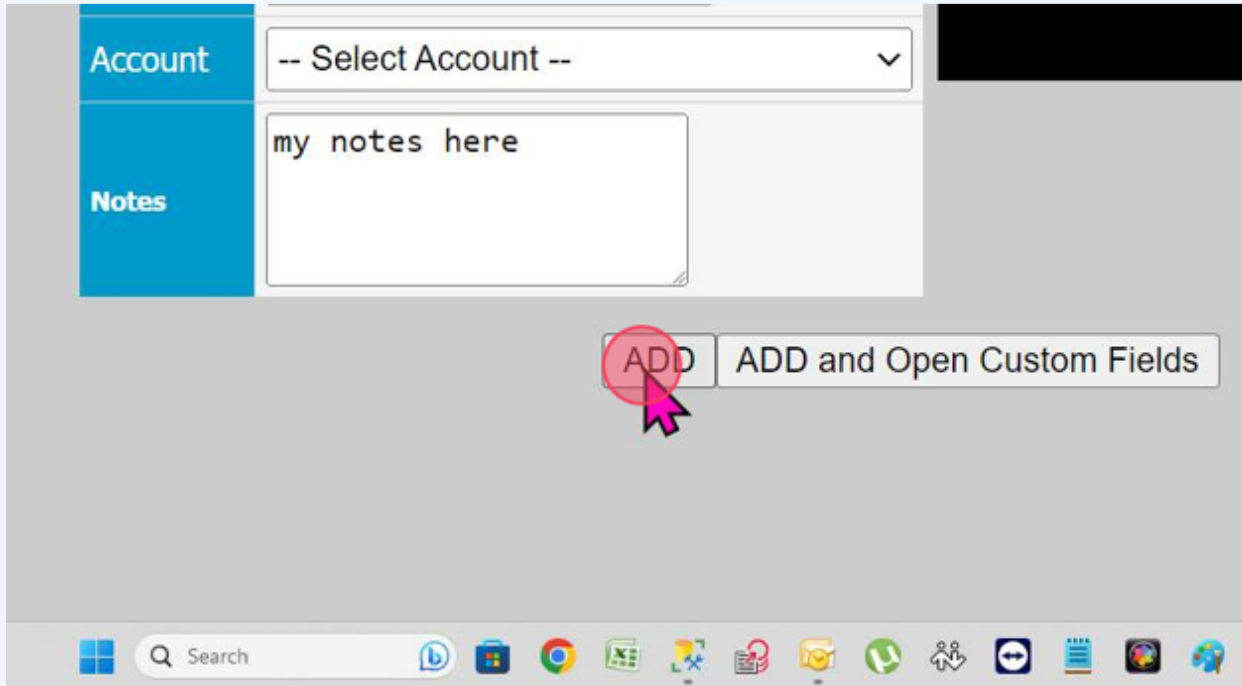 Account
-- Select Account --
my notes here
Notes
ADD
ADD and Open Custom Fields
Search